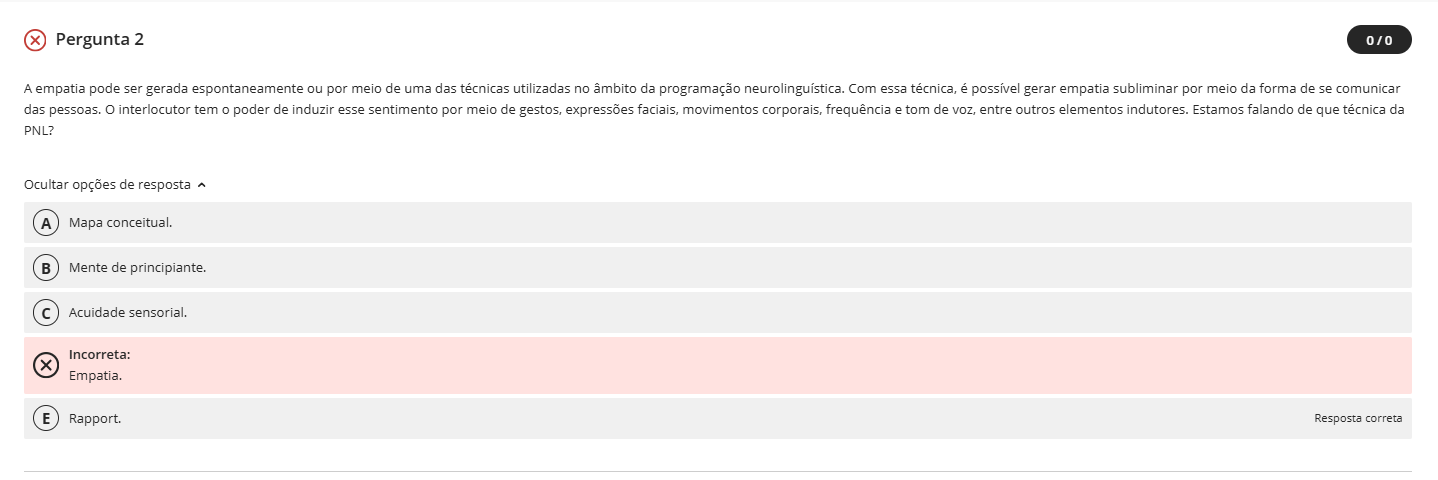 Pergunta 2
0 / 0
A empatia pode ser gerada espontaneamente ou por meio de uma das técnicas utilizadas no âmbito da programação neurolinguística. Com essa técnica, é possível gerar empatia subliminar por meio da forma de se comunicar
das pessoas. O interlocutor tem o poder de induzir esse sentimento por meio de gestos, expressões faciais, movimentos corporais, frequência e tom de voz, entre outros elementos indutores. Estamos falando de que técnica da
PNL?
Ocultar opções de resposta
A Mapa conceitual.
B Mente de principiante.
C Acuidade sensorial.
Incorreta:
Empatia.
E Rapport. Resposta correta